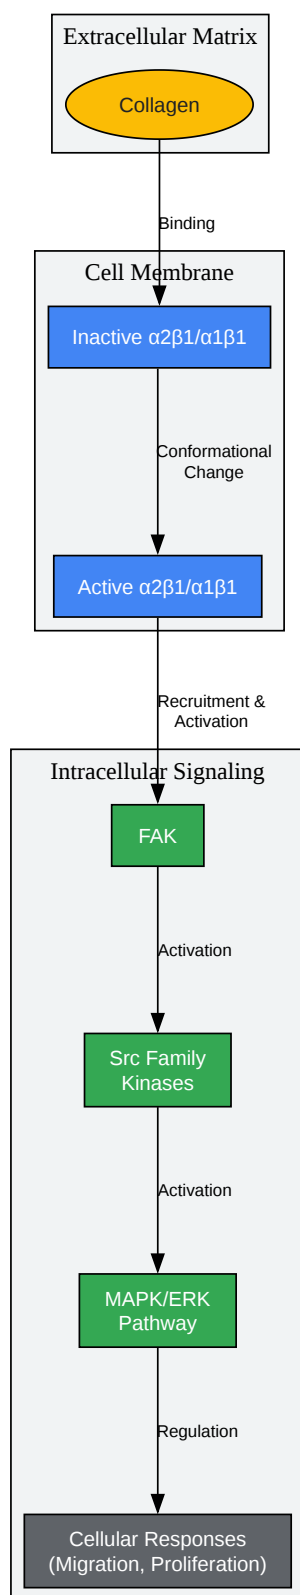 Extracellular Matrix
Collagen
Binding
Cell Membrane
Inactive α2β1/α1β1
Conformational
Change
Active α2β1/α1β1
Recruitment &
Activation
Intracellular Signaling
FAK
Activation
Src Family
Kinases
Activation
MAPK/ERK
Pathway
Regulation
Cellular Responses
(Migration, Proliferation)